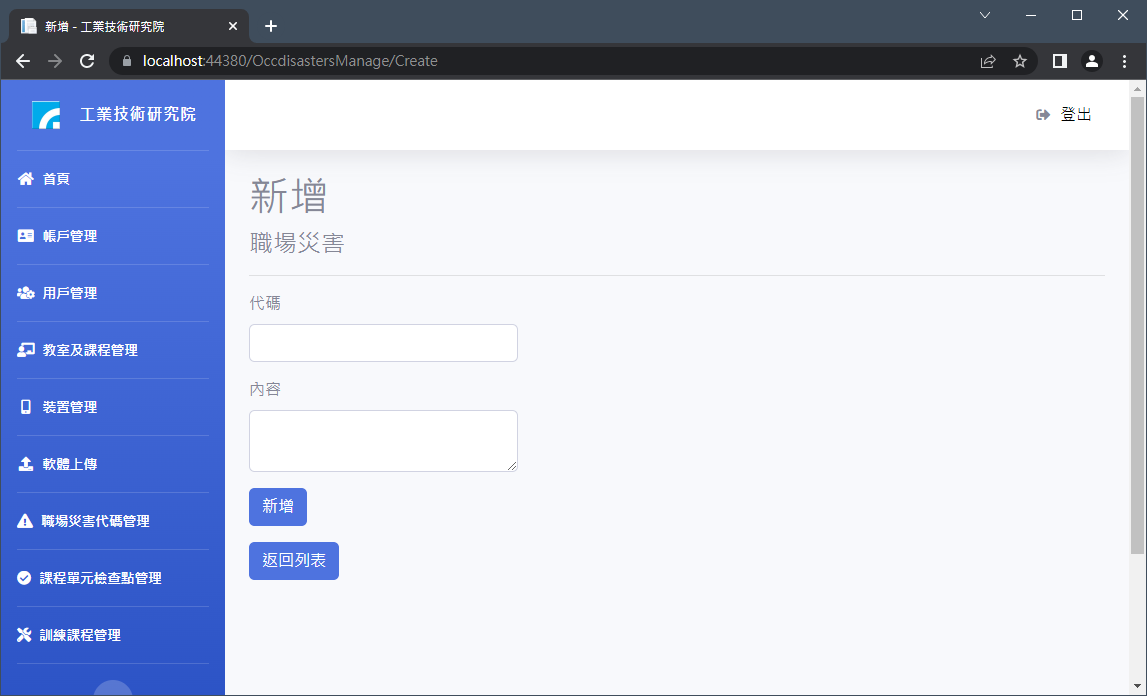 新增 - 工業技術研究院
localhost:44380/OccdisastersManage/Create
工業技術研究院
登出
首頁
帳戶管理
用戶管理
教室及課程管理
裝置管理
軟體上傳
職場災害代碼管理
課程單元檢查點管理
訓練課程管理
新增
職場災害
代碼
內容
新增
返回列表